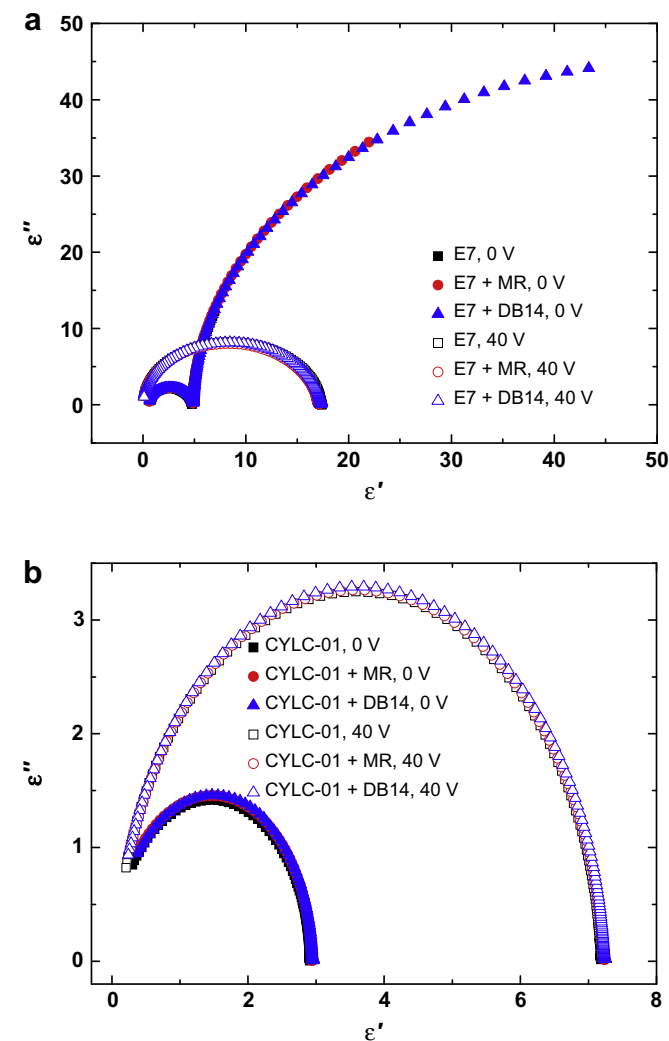 a
50
40
30
20
10
0
ε″
E7, 0 V
E7 + MR, 0 V
E7 + DB14, 0 V
E7, 40 V
E7 + MR, 40 V
E7 + DB14, 40 V
0 10 20 30 40 50
ε′
b
3
2
1
0
ε″
CYLC-01, 0 V
CYLC-01 + MR, 0 V
CYLC-01 + DB14, 0 V
CYLC-01, 40 V
CYLC-01 + MR, 40 V
CYLC-01 + DB14, 40 V
0 2 4 6 8
ε′